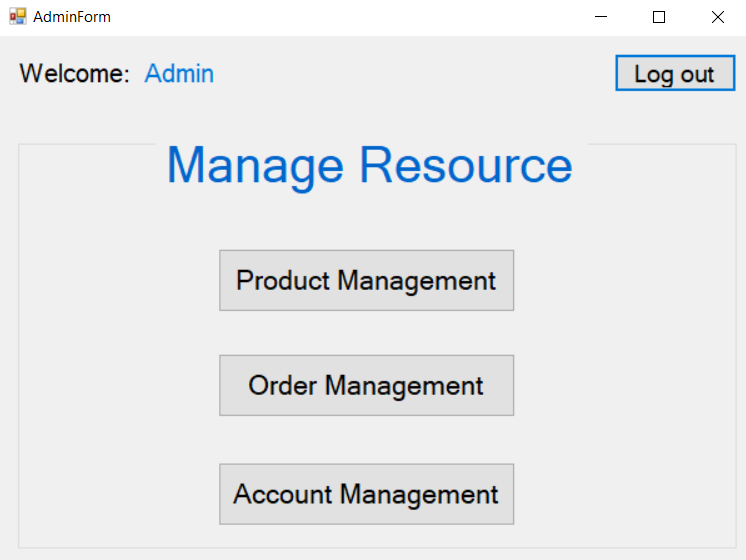 AdminForm
Welcome: Admin
Log out
Manage Resource
Product Management
Order Management
Account Management